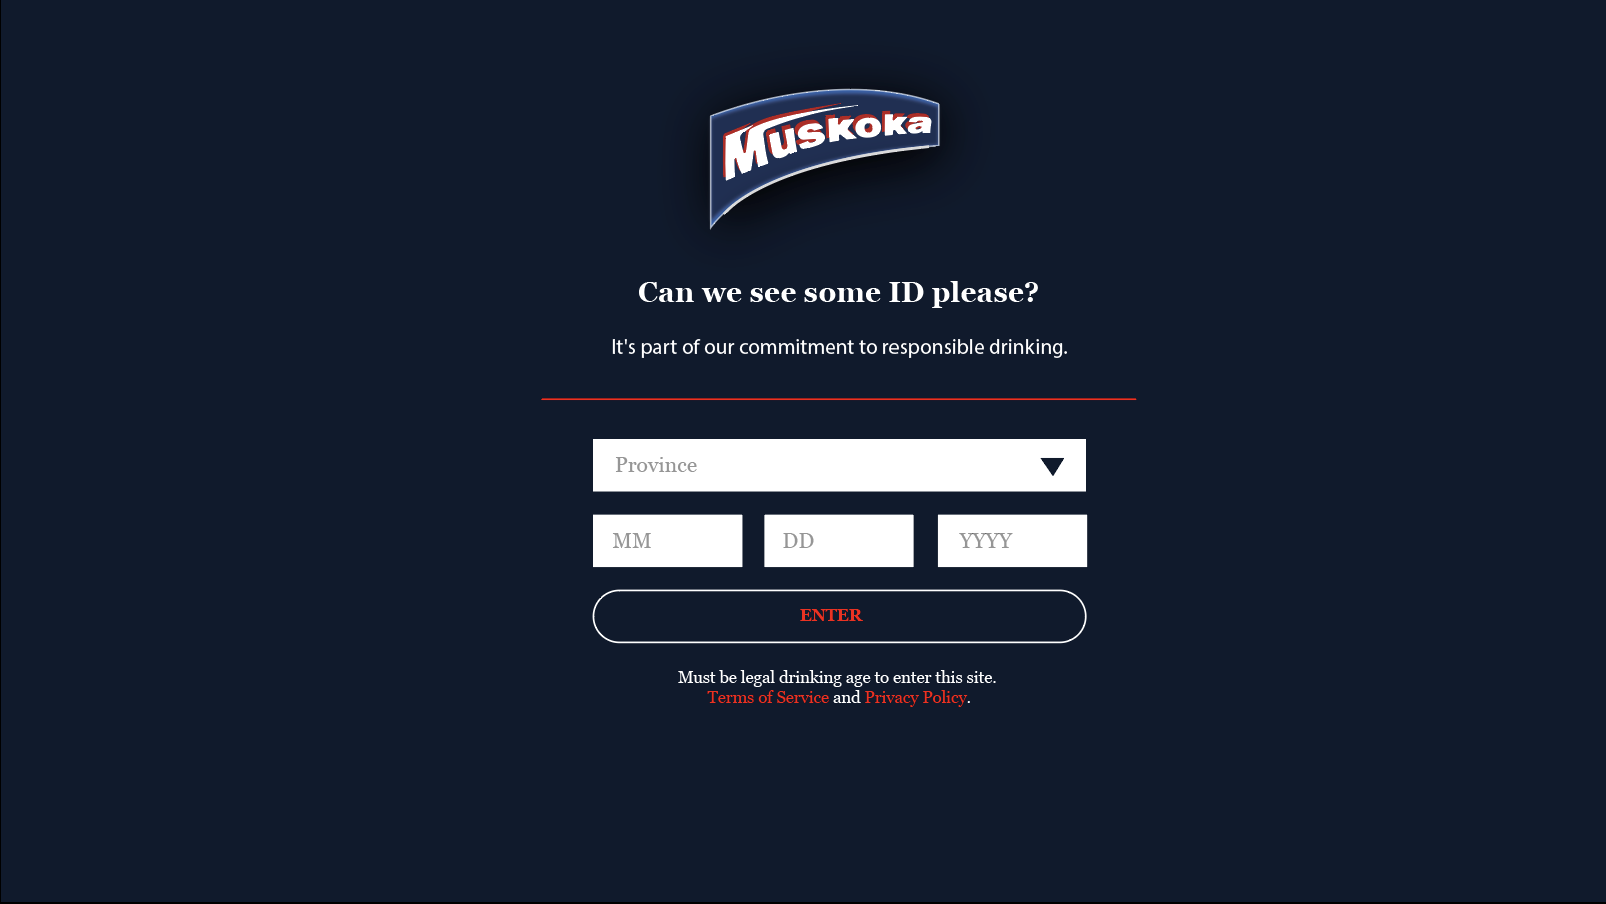 Muskoka
Can we see some ID please?
It's part of our commitment to responsible drinking.
Province
MM DD YYYY
ENTER
Must be legal drinking age to enter this site.
Terms of Service and Privacy Policy.